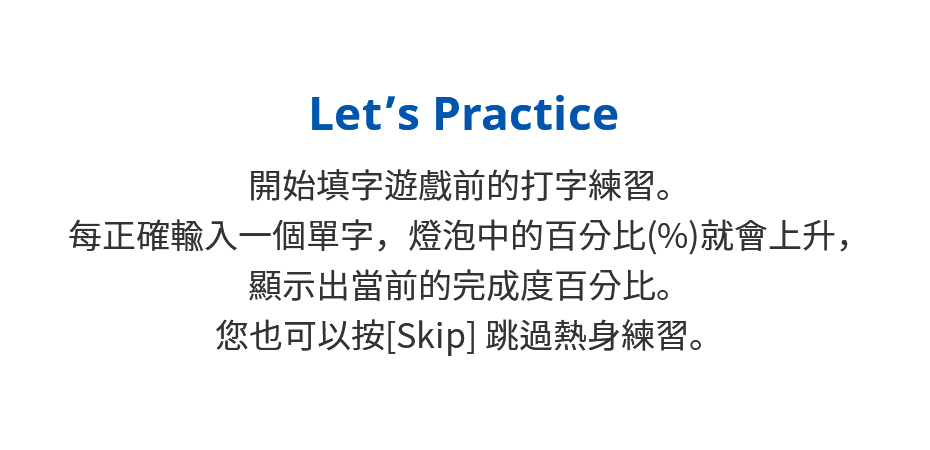 Let’s Practice
開始填字遊戲前的打字練習。
每正確輸入一個單字，燈泡中的百分比(%)就會上升，
顯示出當前的完成度百分比。
您也可以按[Skip] 跳過熱身練習。